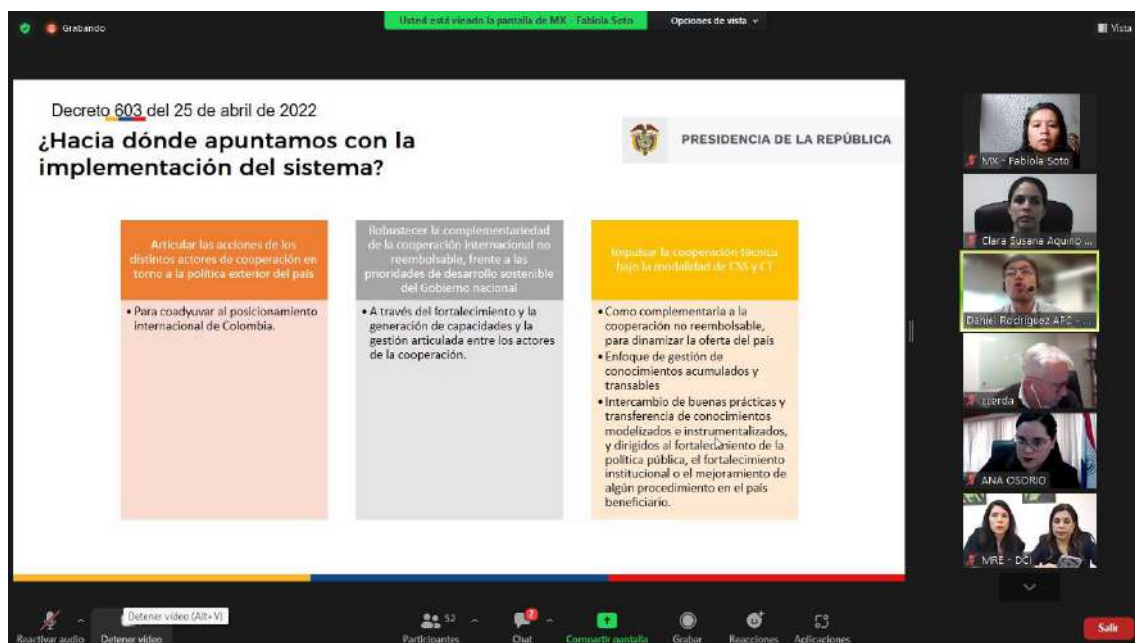 Grabando
Usted está viendo la pantalla de MX - Fabiola Soto
Opciones de vista
Vista
Decreto 603 del 25 de abril de 2022
¿Hacia dónde apuntamos con la
implementación del sistema?
PRESIDENCIA DE LA REPÚBLICA
Articular las acciones de los
distintos actores de cooperación en
torno a la política exterior del país
• Para coadyuvar al posicionamiento
internacional de Colombia.
Robustecer la complementariedad
de la cooperación internacional no
reembolsable, frente a las
prioridades de desarrollo sostenible
del Gobierno nacional
• A través del fortalecimiento y la
generación de capacidades y la
gestión articulada entre los actores
de la cooperación.
Impulsar la cooperación técnica
bajo la modalidad de CSS y CT
• Como complementaria a la
cooperación no reembolsable,
para dinamizar la oferta del país
• Enfoque de gestión de
conocimientos acumulados y
transables
• Intercambio de buenas prácticas y
transferencia de conocimientos
modelizados e instrumentalizados,
y dirigidos al fortalecimiento de la
política pública, el fortalecimiento
institucional o el mejoramiento de
algún procedimiento en el país
beneficiario.
MX - Fabiola Soto
Clara Susana Aquino ...
Daniel Rodríguez APC - ...
ANA OSORIO
MRE - DCI
Detener video (Alt+V)
Reactivar audio
Detener video
52
Participantes
Chat
Compartir pantalla
Grabar
Reacciones
Aplicaciones
Salir